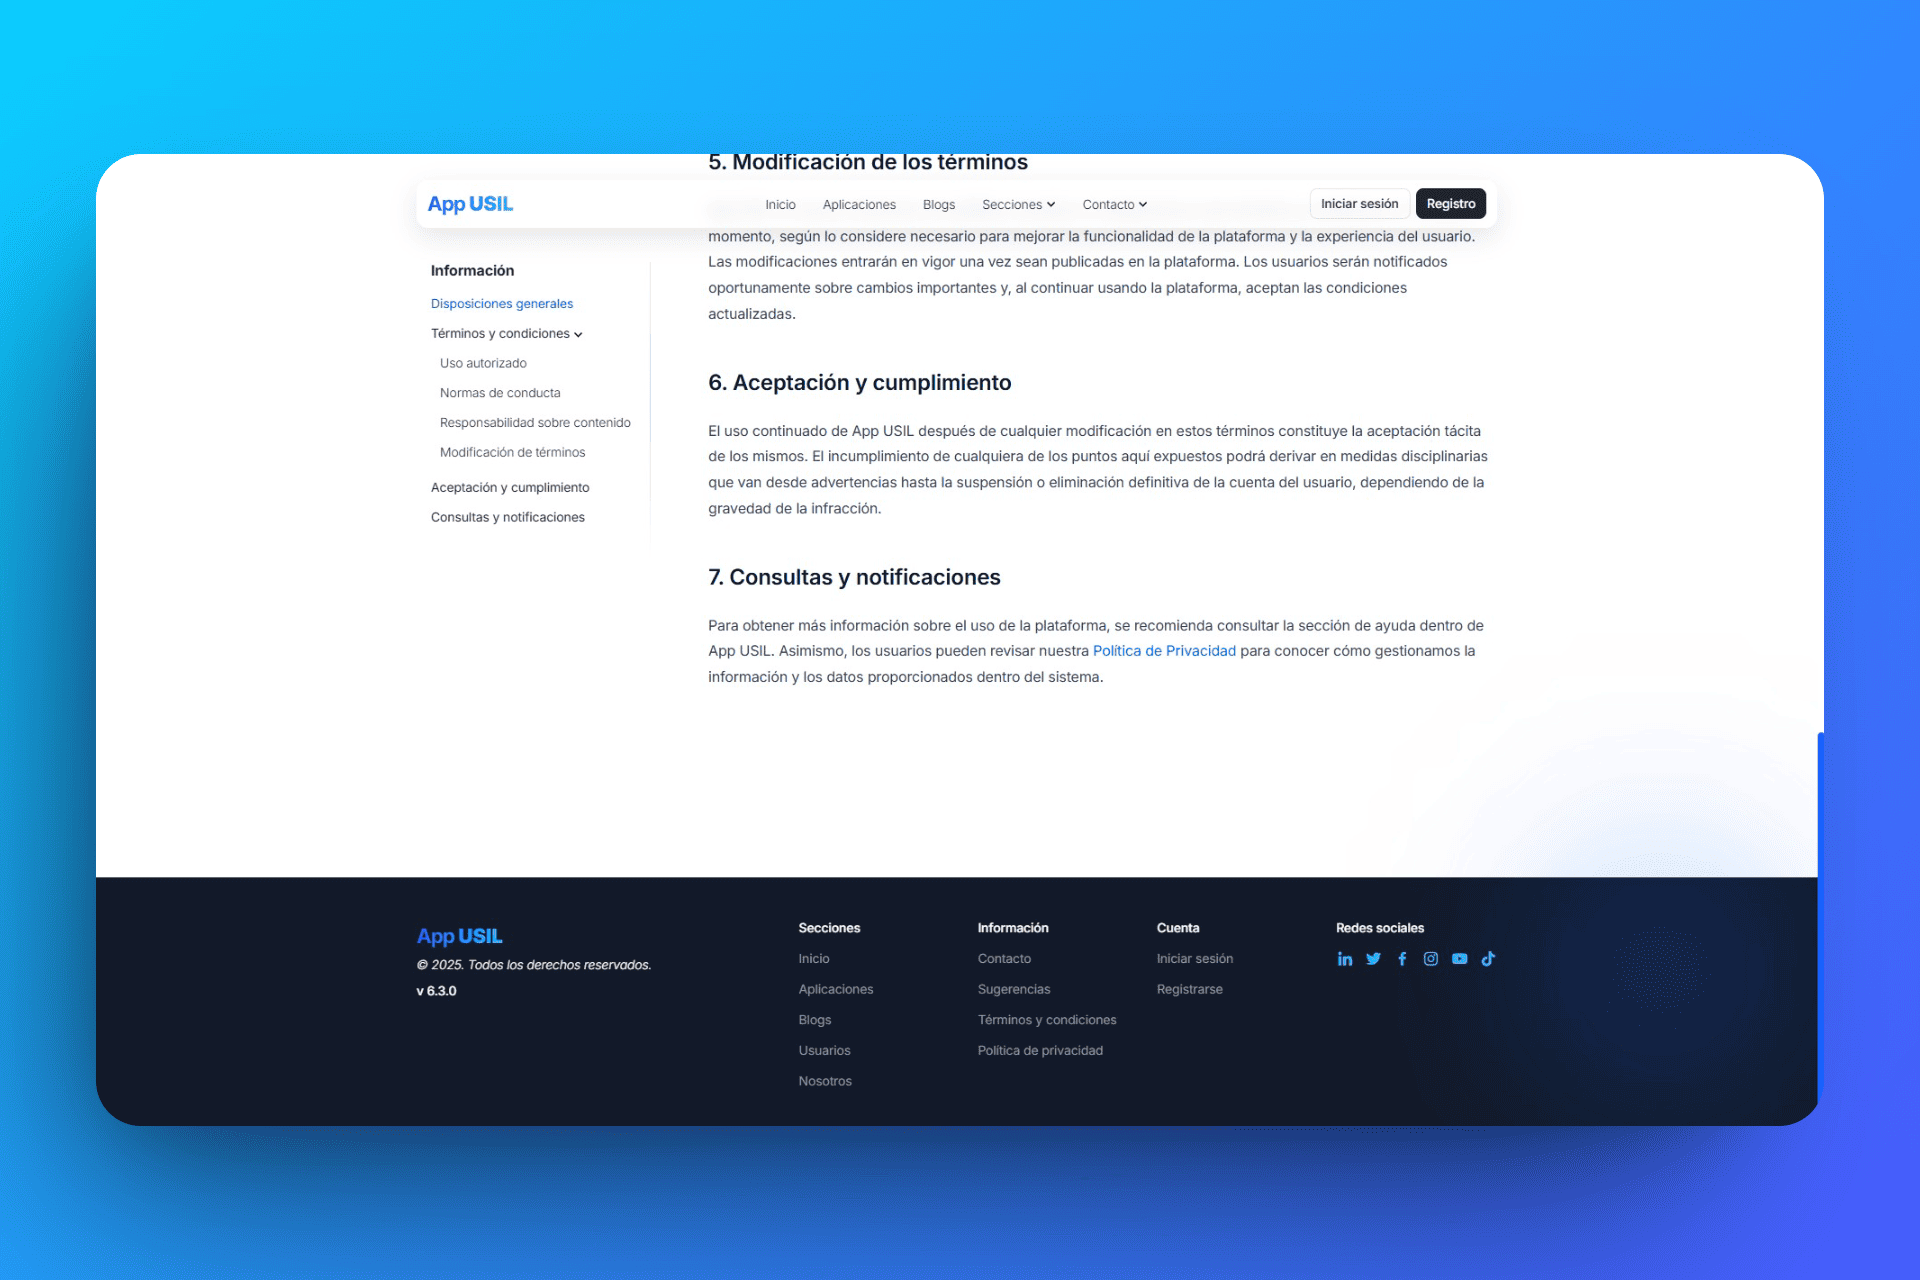 5. Modificación de los términos
App USIL
Inicio
Aplicaciones
Blogs
Secciones
Contacto
Iniciar sesión
Registro
Información
Disposiciones generales
Términos y condiciones
Uso autorizado
Normas de conducta
Responsabilidad sobre contenido
Modificación de términos
Aceptación y cumplimiento
Consultas y notificaciones
momento, según lo considere necesario para mejorar la funcionalidad de la plataforma y la experiencia del usuario.
Las modificaciones entrarán en vigor una vez sean publicadas en la plataforma. Los usuarios serán notificados
oportunamente sobre cambios importantes y, al continuar usando la plataforma, aceptan las condiciones
actualizadas.
6. Aceptación y cumplimiento
El uso continuado de App USIL después de cualquier modificación en estos términos constituye la aceptación tácita
de los mismos. El incumplimiento de cualquiera de los puntos aquí expuestos podrá derivar en medidas disciplinarias
que van desde advertencias hasta la suspensión o eliminación definitiva de la cuenta del usuario, dependiendo de la
gravedad de la infracción.
7. Consultas y notificaciones
Para obtener más información sobre el uso de la plataforma, se recomienda consultar la sección de ayuda dentro de
App USIL. Asimismo, los usuarios pueden revisar nuestra Política de Privacidad para conocer cómo gestionamos la
información y los datos proporcionados dentro del sistema.
App USIL
© 2025. Todos los derechos reservados.
v 6.3.0
Secciones
Inicio
Aplicaciones
Blogs
Usuarios
Nosotros
Información
Contacto
Sugerencias
Términos y condiciones
Política de privacidad
Cuenta
Iniciar sesión
Registrarse
Redes sociales